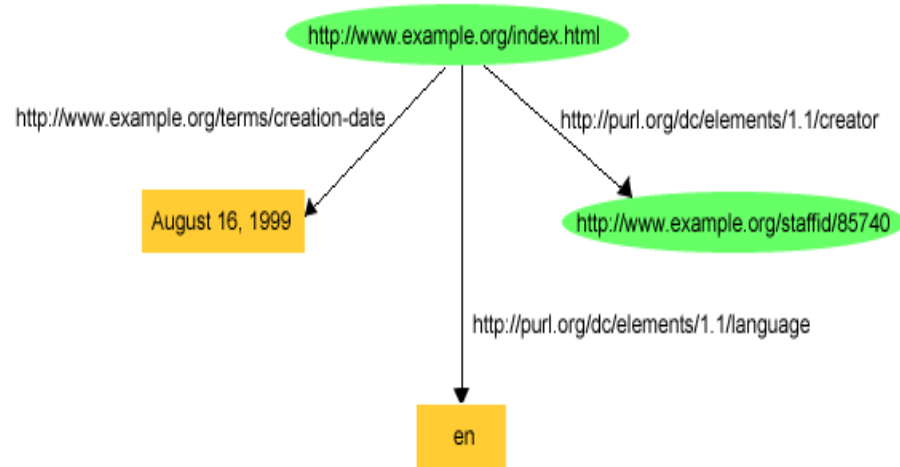 http://www.example.org/index.html
http://www.example.org/terms/creation-date
http://purl.org/dc/elements/1.1/creator
August 16, 1999
http://www.example.org/staffid/85740
http://purl.org/dc/elements/1.1/language
en